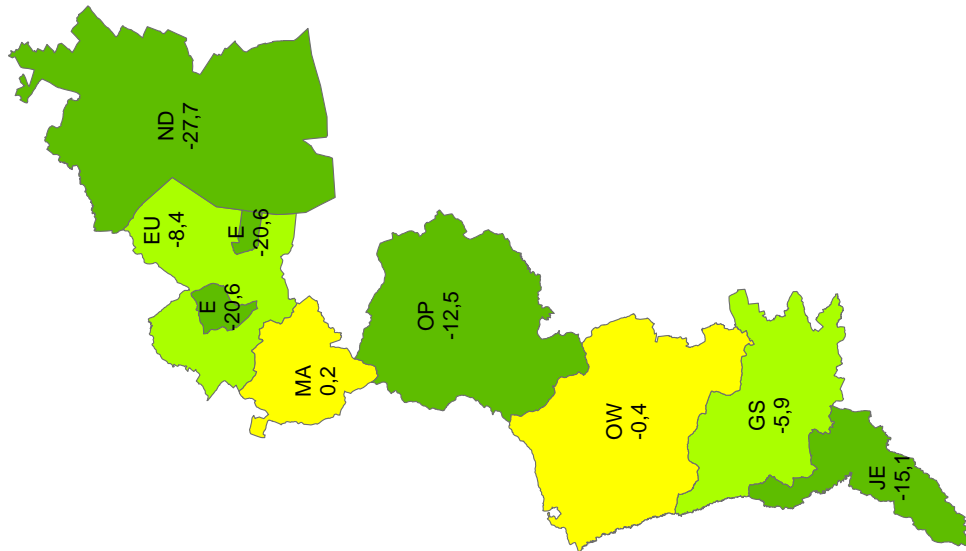 ND
-27,7
EU
-8,4
E
-20,6
E
-20,6
MA
0,2
OP
-12,5
OW
-0,4
GS
-5,9
JE
-15,1